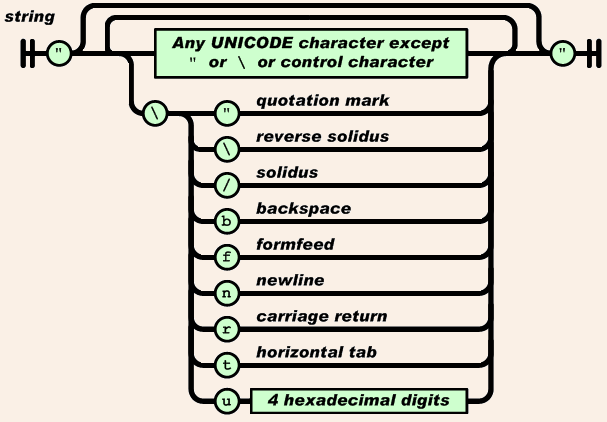 string
" Any UNICODE character except "
" or \ or control character
\ " quotation mark
\ reverse solidus
/ solidus
b backspace
f formfeed
n newline
r carriage return
t horizontal tab
u 4 hexadecimal digits